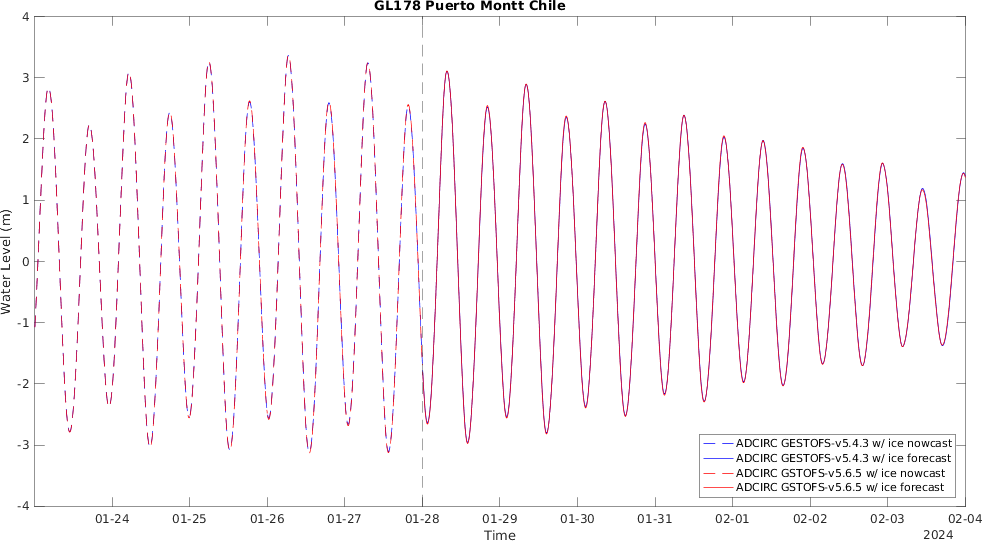 GL178 Puerto Montt Chile
4
3
2
1
0
-1
-2
-3
-4
Water Level (m)
ADCIRC GESTOFS-v5.4.3 w/ ice nowcast
ADCIRC GESTOFS-v5.4.3 w/ ice forecast
ADCIRC GSTOFS-v5.6.5 w/ ice nowcast
ADCIRC GSTOFS-v5.6.5 w/ ice forecast
01-24 01-25 01-26 01-27 01-28 01-29 01-30 01-31 02-01 02-02 02-03 02-04
Time
2024